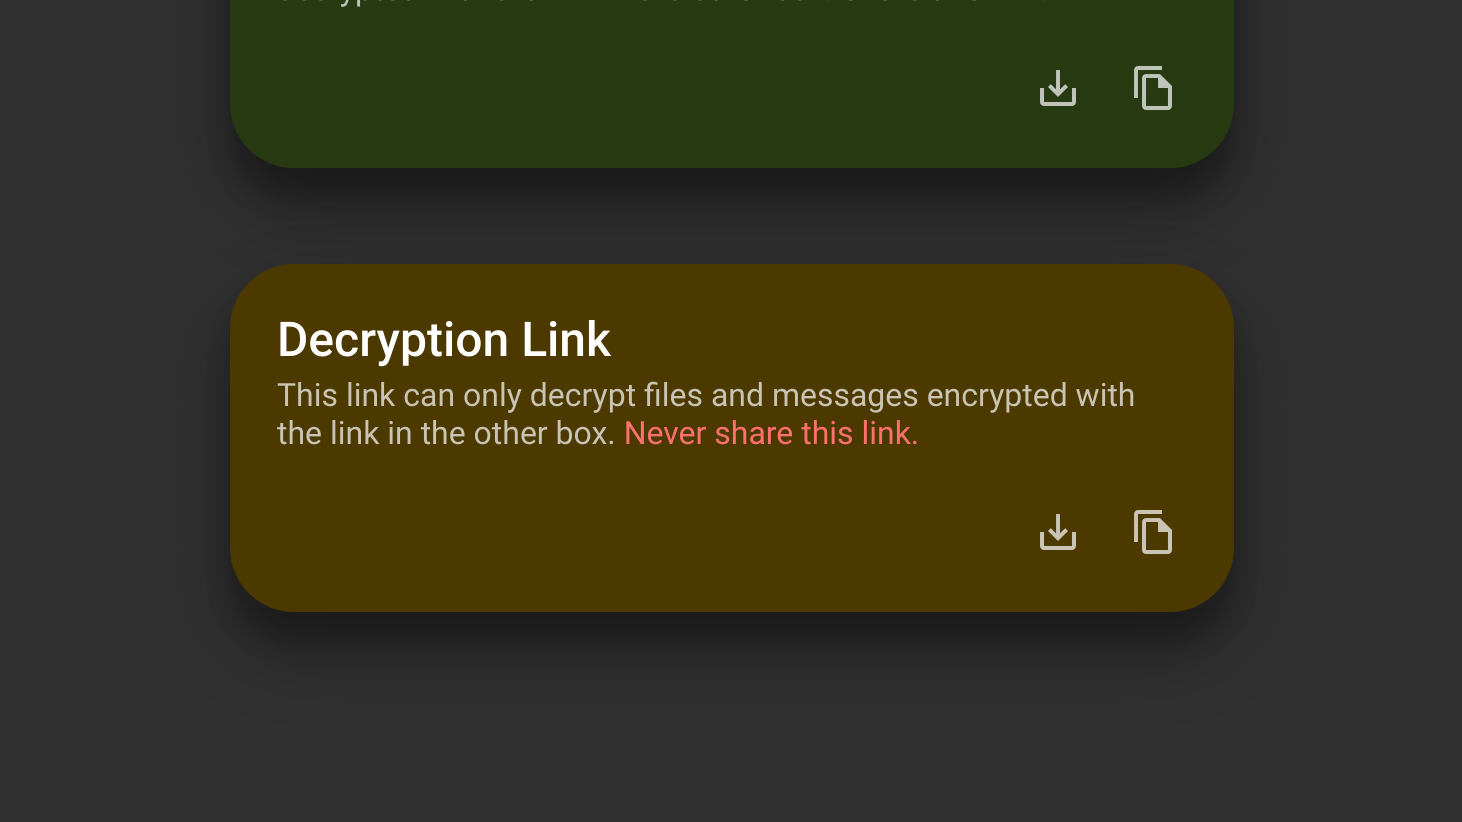 Decryption Link
This link can only decrypt files and messages encrypted with
the link in the other box. Never share this link.